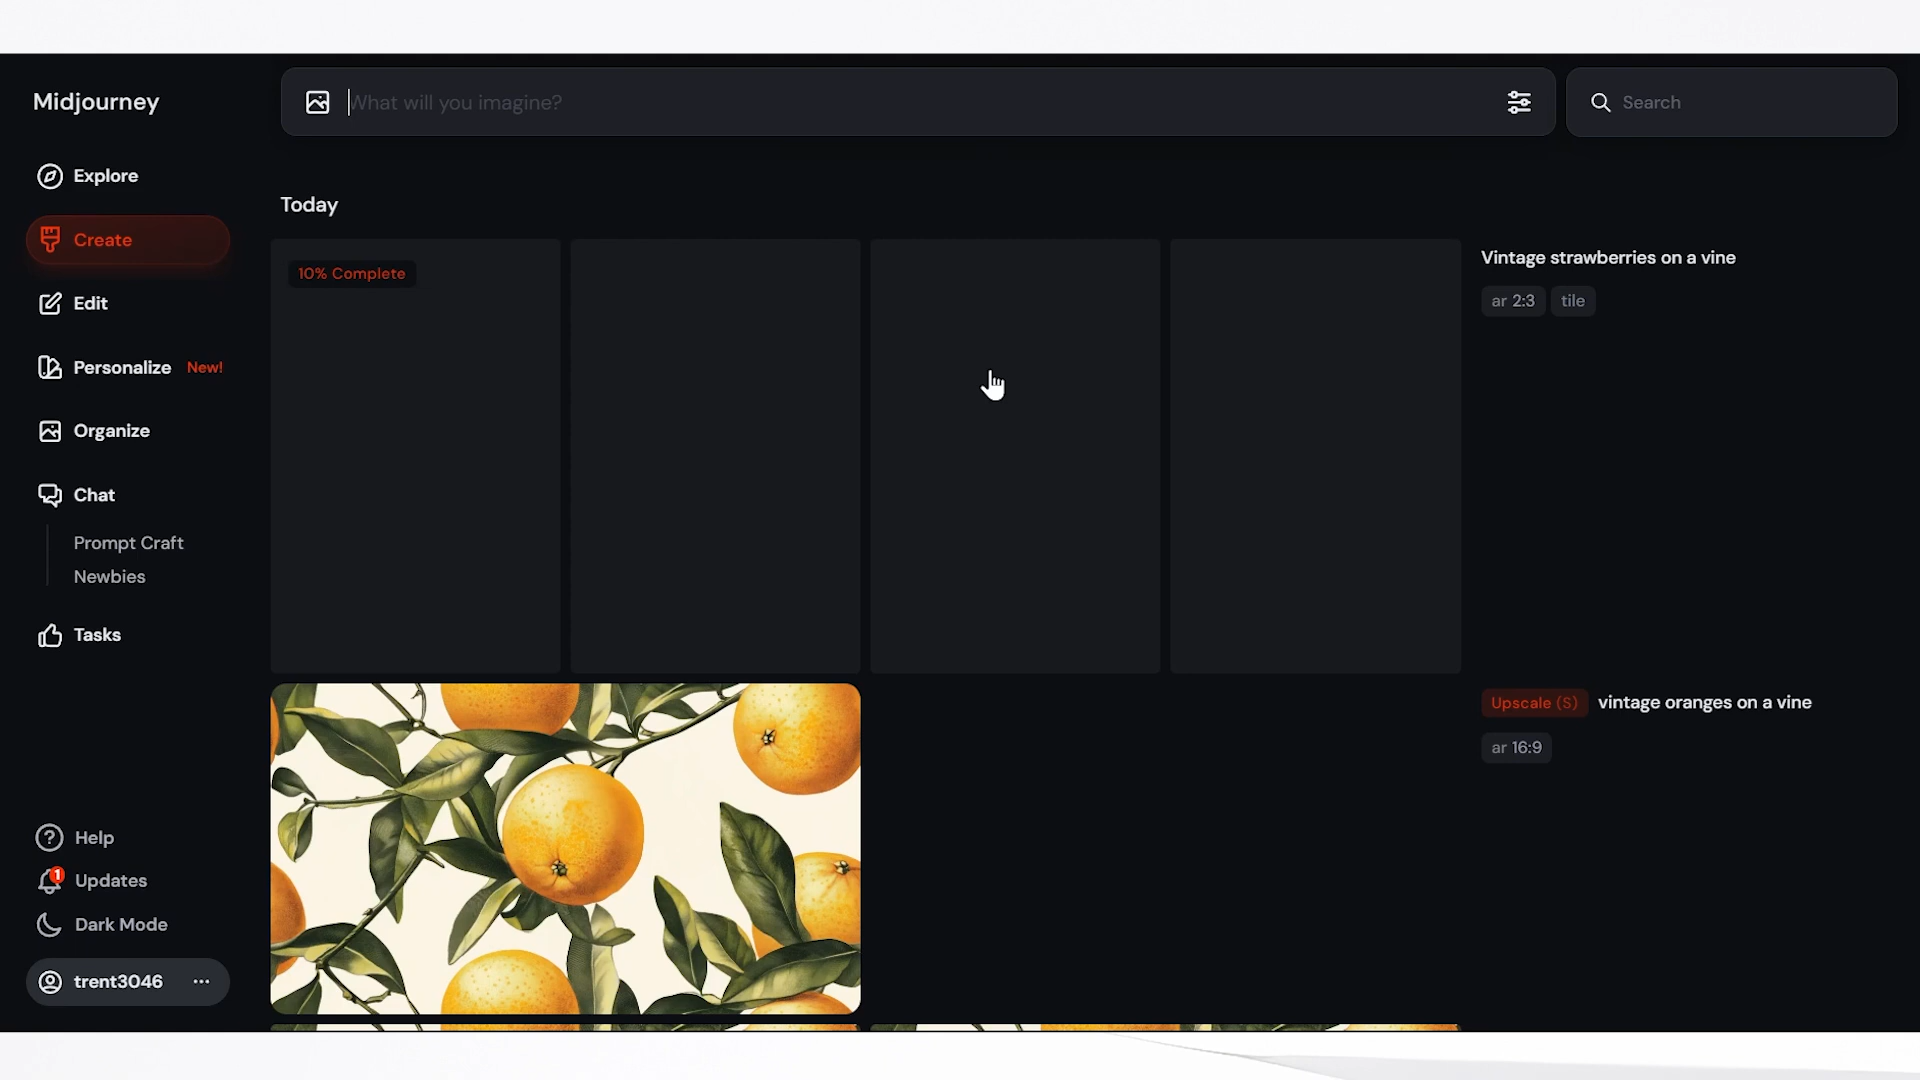 Midjourney
What will you imagine?
Search
Explore
Create
Edit
Personalize New!
Organize
Chat
Prompt Craft
Newbies
Tasks
Help
1
Updates
Dark Mode
trent3046
Today
10% Complete
Vintage strawberries on a vine
ar 2:3 tile
Upscale (S) vintage oranges on a vine
ar 16:9